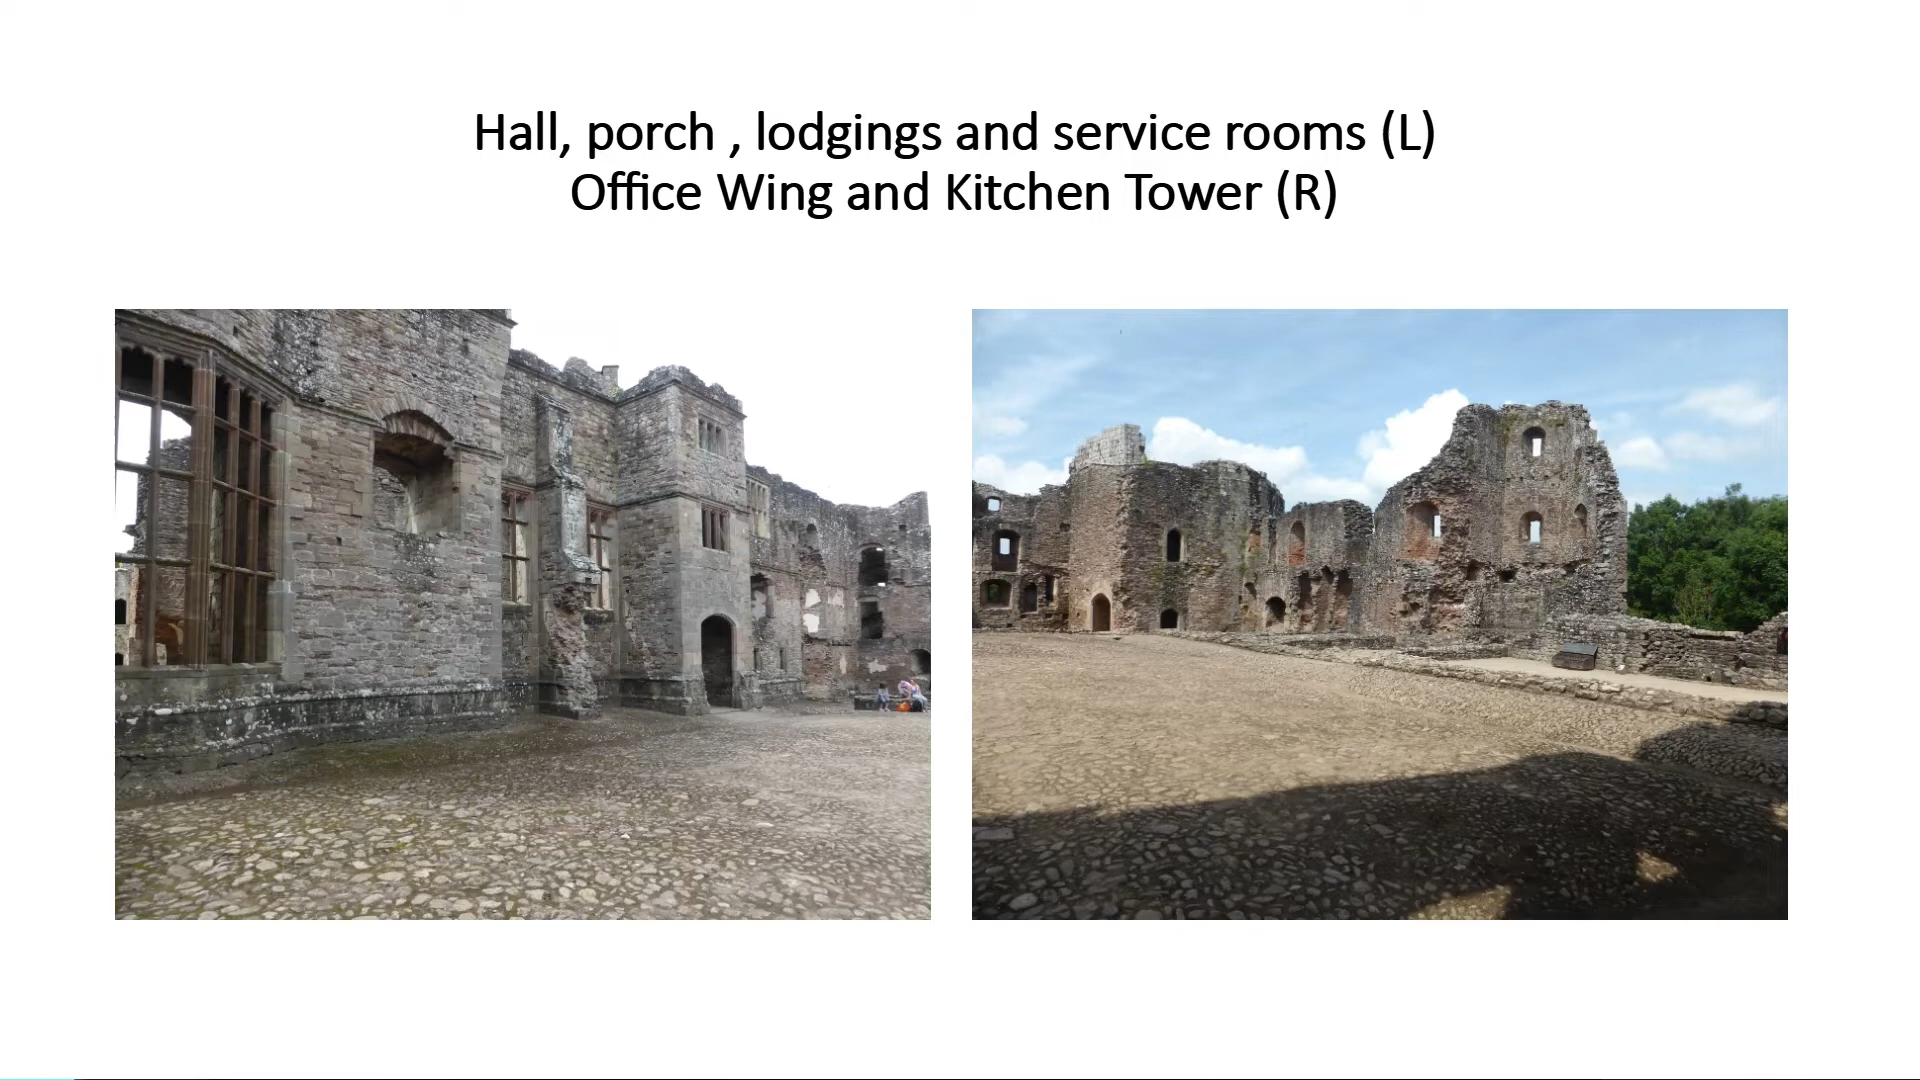 Hall, porch , lodgings and service rooms (L)
Office Wing and Kitchen Tower (R)